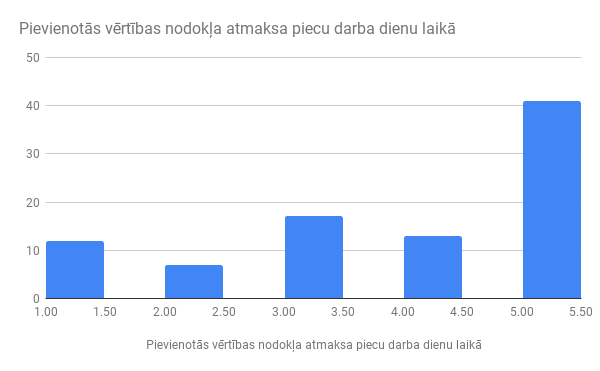 Pievienotās vērtības nodokļa atmaksa piecu darba dienu laikā
50
40
30
20
10
0
1.00 1.50 2.00 2.50 3.00 3.50 4.00 4.50 5.00 5.50
Pievienotās vērtības nodokļa atmaksa piecu darba dienu laikā